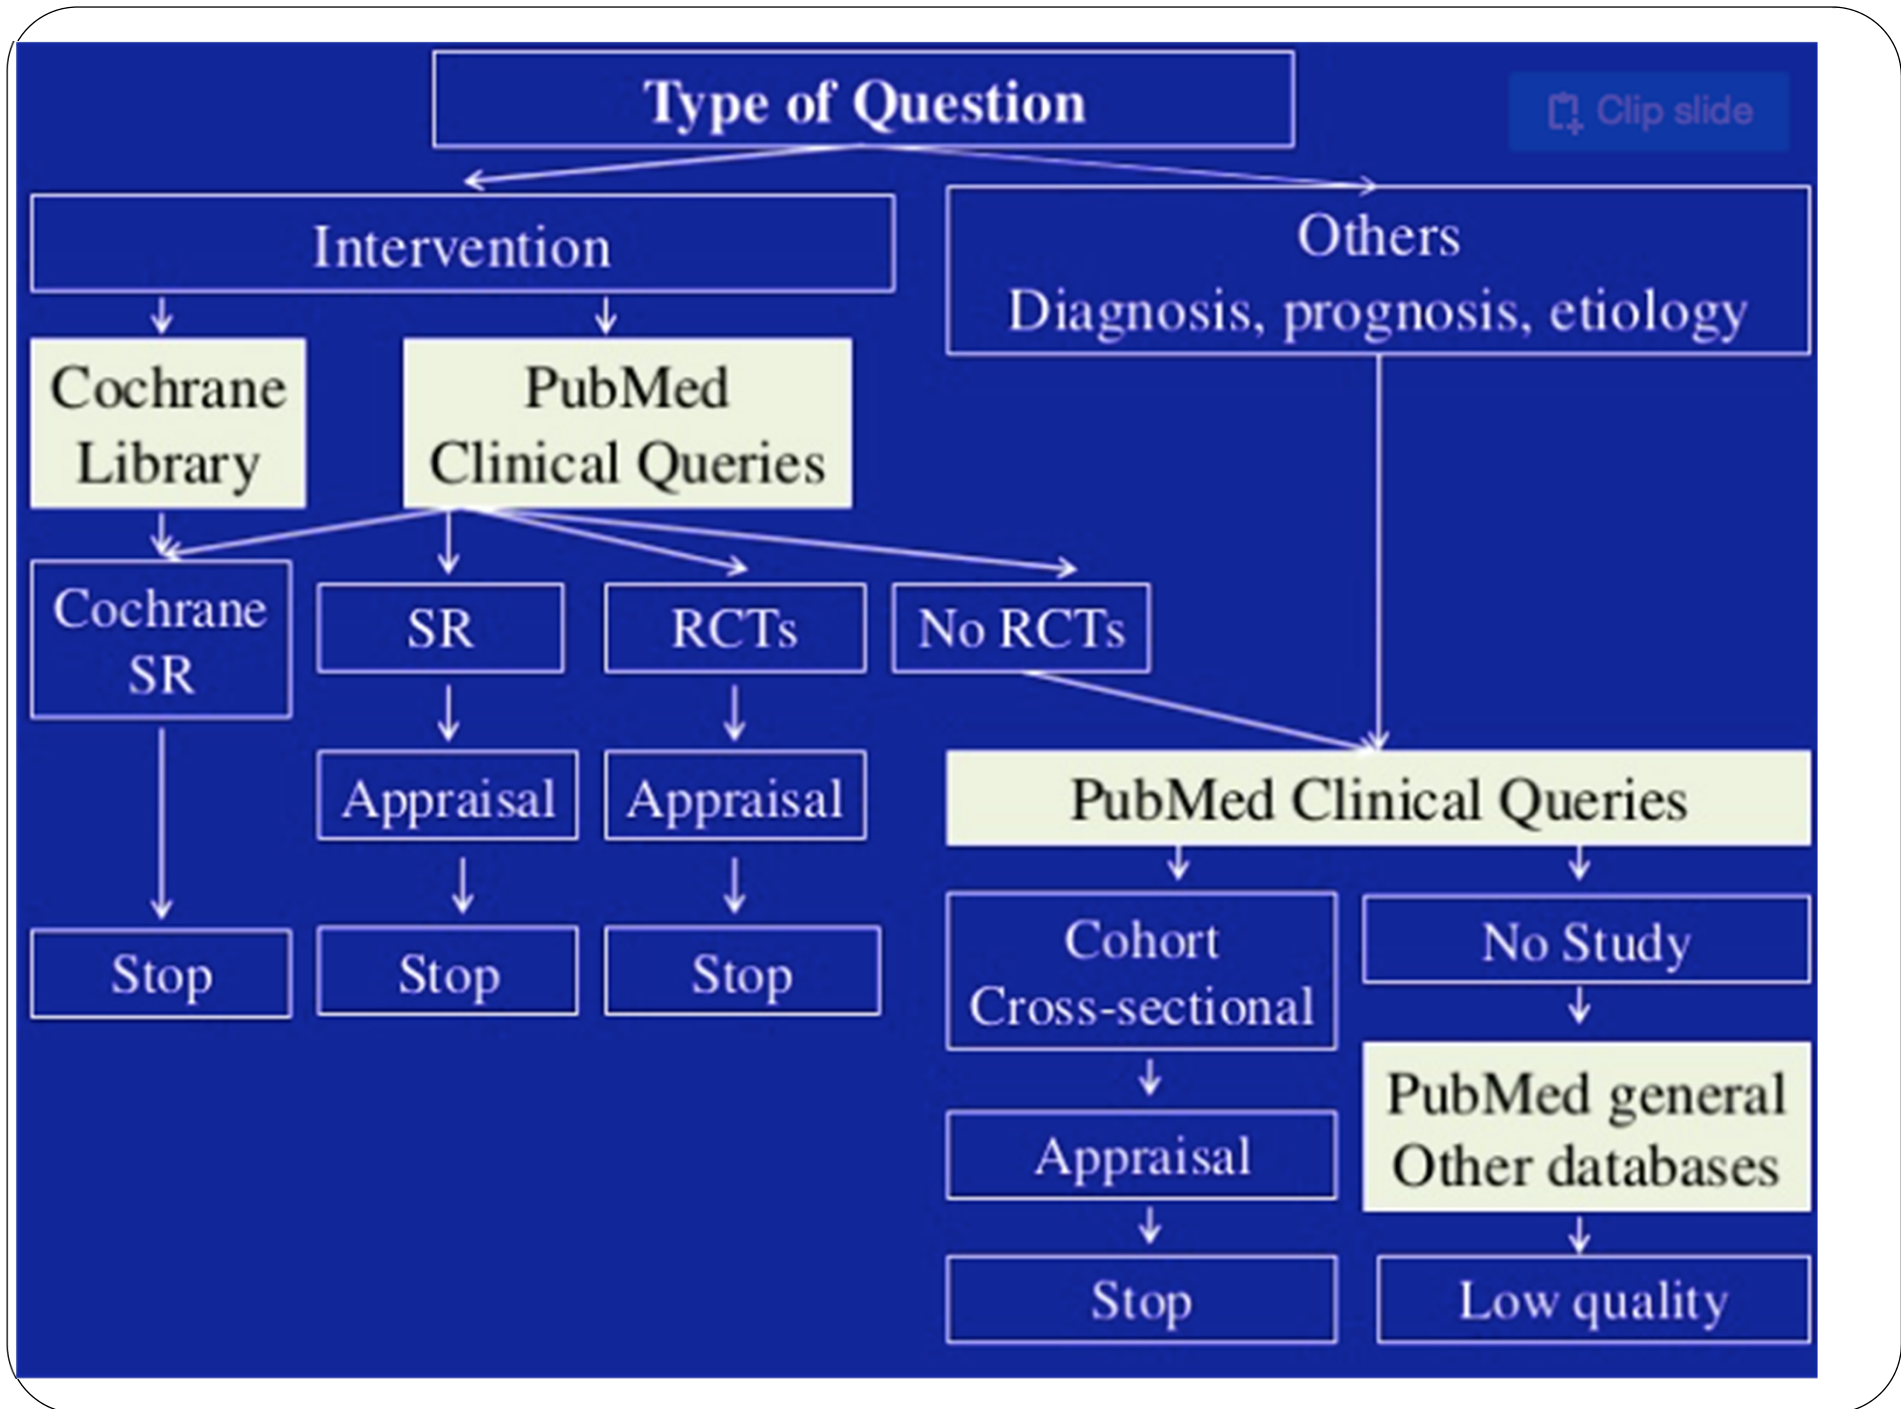 Type of Question
Clip slide
Intervention
Others
Diagnosis, prognosis, etiology
Cochrane
Library
PubMed
Clinical Queries
Cochrane
SR
SR
RCTs
No RCTs
Appraisal
Appraisal
PubMed Clinical Queries
Stop
Stop
Stop
Cohort
Cross-sectional
No Study
Appraisal
PubMed general
Other databases
Stop
Low quality